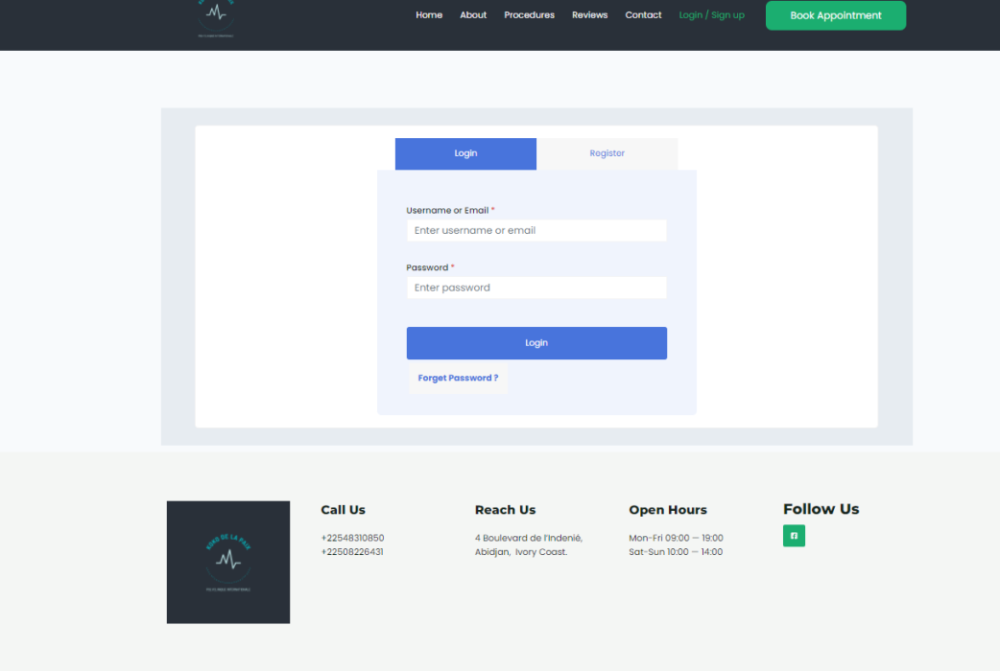 Home About Procedures Reviews Contact Login / Sign up Book Appointment
Login Register
Username or Email *
Enter username or email
Password *
Enter password
Login
Forget Password ?
Call Us
+22548310850
+22508226431
Reach Us
4 Boulevard de l'Indenié,
Abidjan, Ivory Coast.
Open Hours
Mon-Fri 09:00 — 19:00
Sat-Sun 10:00 — 14:00
Follow Us
NORD DE LA PAIX
POLYCLINIQUE INTERNATIONALE